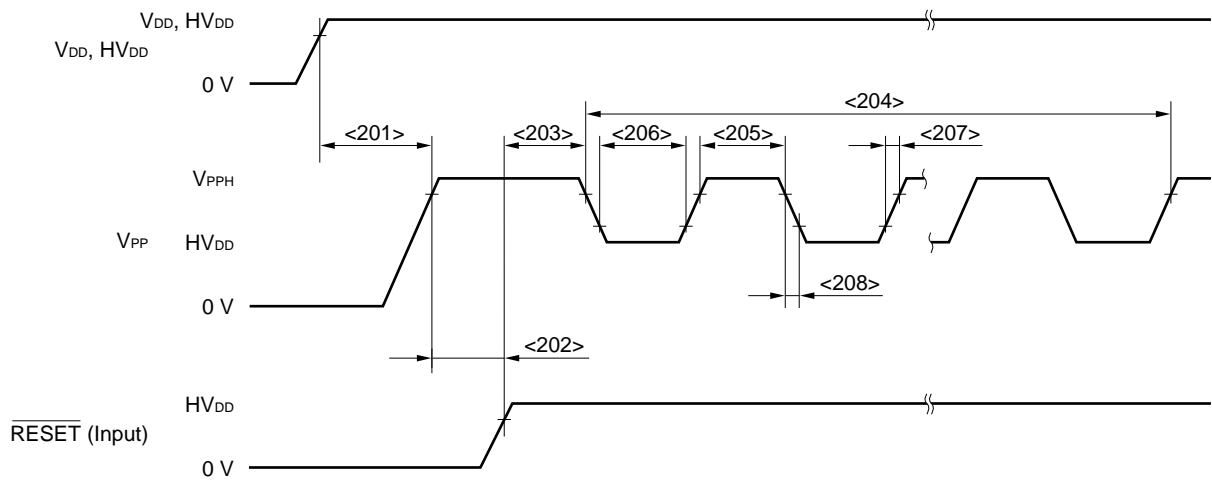 VDD, HVDD
VDD, HVDD
0 V
<204>
<201> <203> <206> <205> <207>
VPPH
VPP HVDD
<208>
0 V
<202>
HVDD
RESET (Input)
0 V